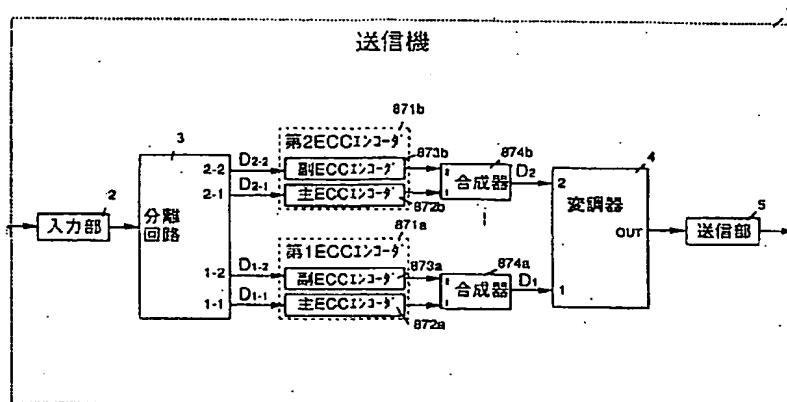 送信機
871b
3
第2ECCエンコーダ
873b
874b
4
2-2
D2-2
副ECCエンコーダ
2
合成器
D2
2
変調器
2-1
D2-1
主ECCエンコーダ
1
872b
2
入力部
分離
回路
871a
OUT
5
送信部
第1ECCエンコーダ
873a
874a
1-2
D1-2
副ECCエンコーダ
合成器
D1
1
1-1
D1-1
主ECCエンコーダ
872a